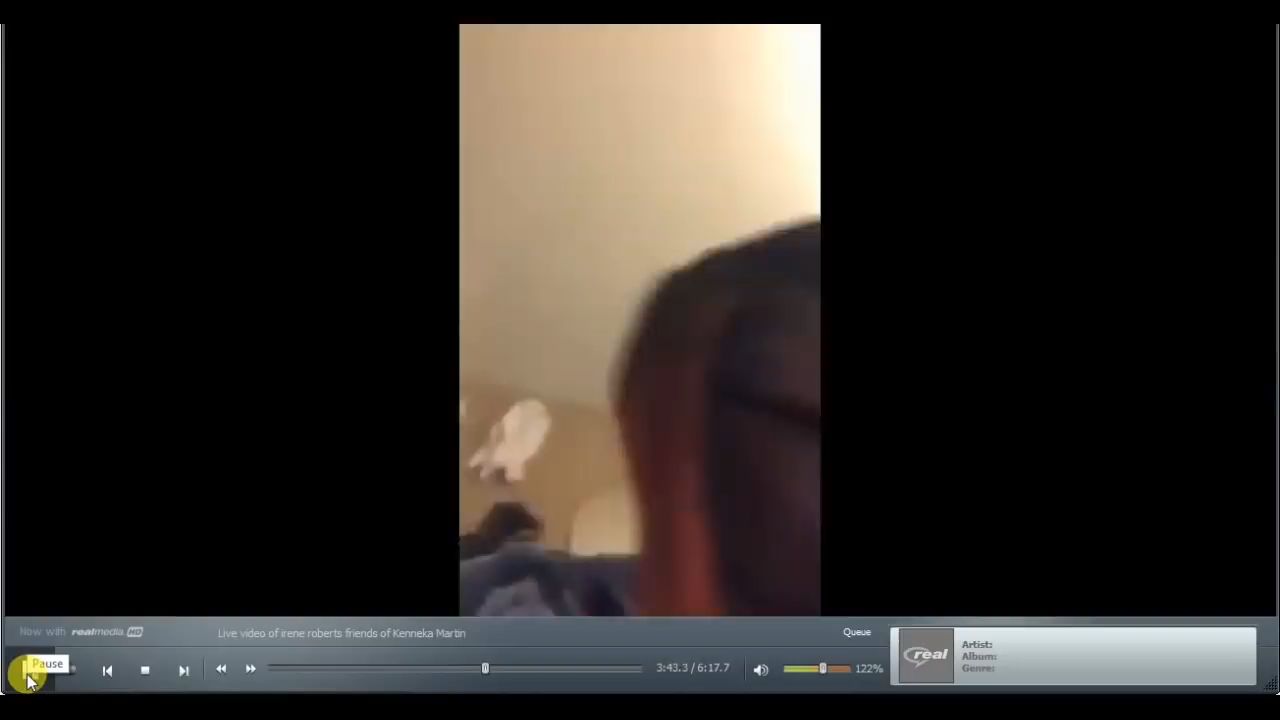 Now with realmedia HD
Live video of irene roberts friends of Kenneka Martin
Queue
Pause
3:43.3 / 6:17.7
122%
real
Artist:
Album:
Genre: